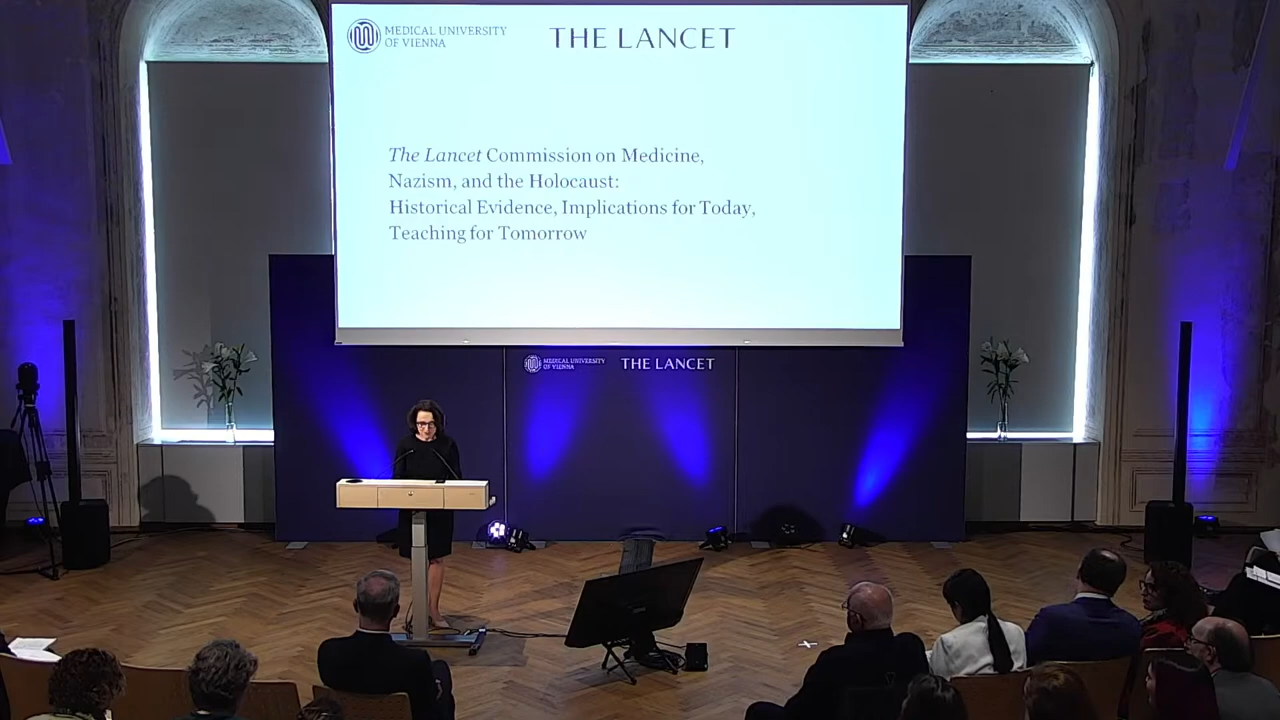 MEDICAL UNIVERSITY
OF VIENNA
THE LANCET
The Lancet Commission on Medicine,
Nazism, and the Holocaust:
Historical Evidence, Implications for Today,
Teaching for Tomorrow
MEDICAL UNIVERSITY
OF VIENNA
THE LANCET